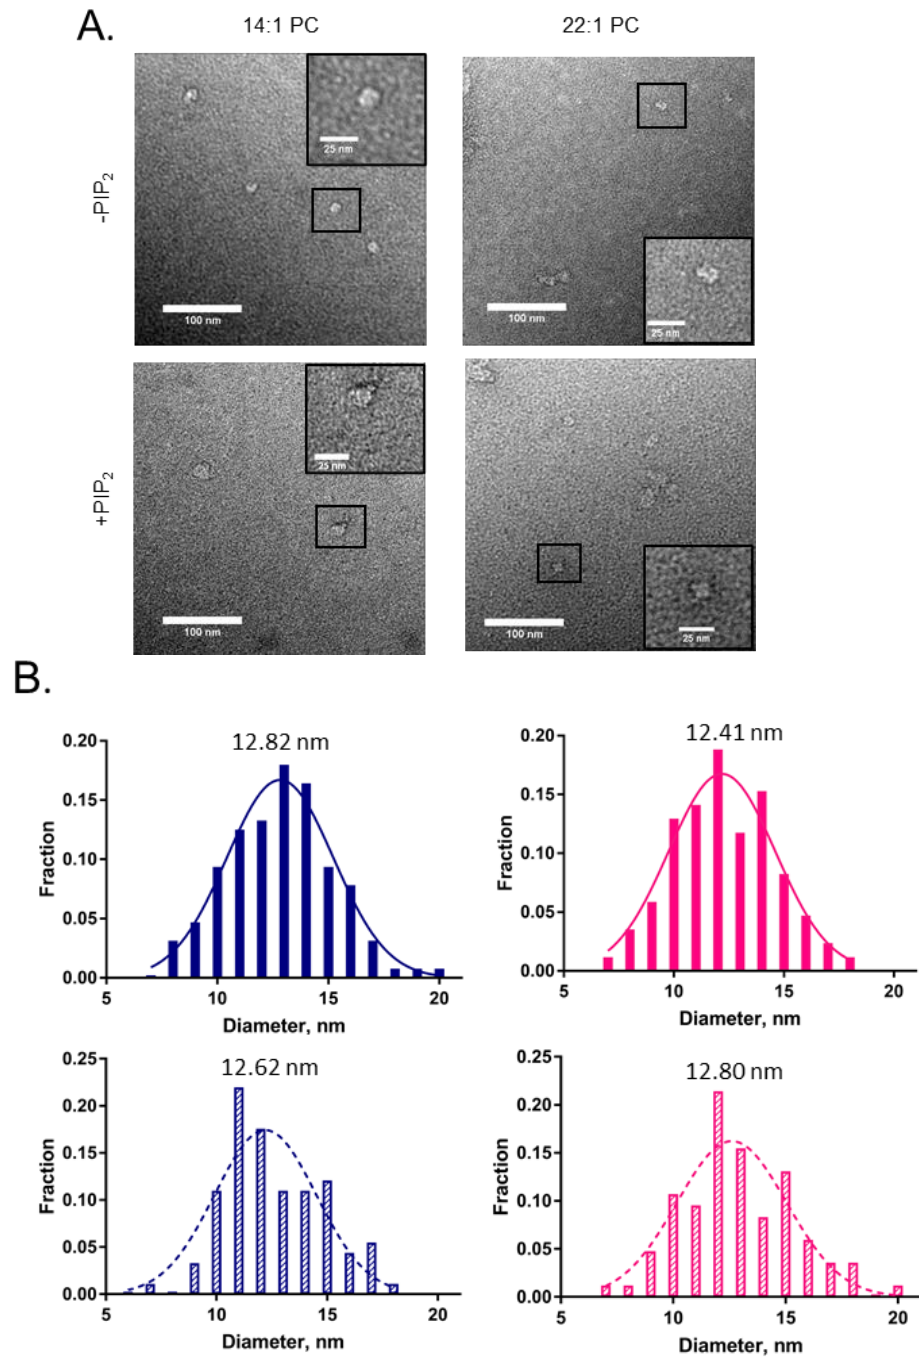 A.
14:1 PC
22:1 PC
-PIP₂
25 nm
100 nm
25 nm
100 nm
+PIP₂
25 nm
100 nm
25 nm
100 nm
B.
12.82 nm
Fraction
0.20
0.15
0.10
0.05
0.00
5 10 15 20
Diameter, nm
12.41 nm
Fraction
0.20
0.15
0.10
0.05
0.00
5 10 15 20
Diameter, nm
12.62 nm
Fraction
0.25
0.20
0.15
0.10
0.05
0.00
5 10 15 20
Diameter, nm
12.80 nm
Fraction
0.25
0.20
0.15
0.10
0.05
0.00
5 10 15 20
Diameter, nm